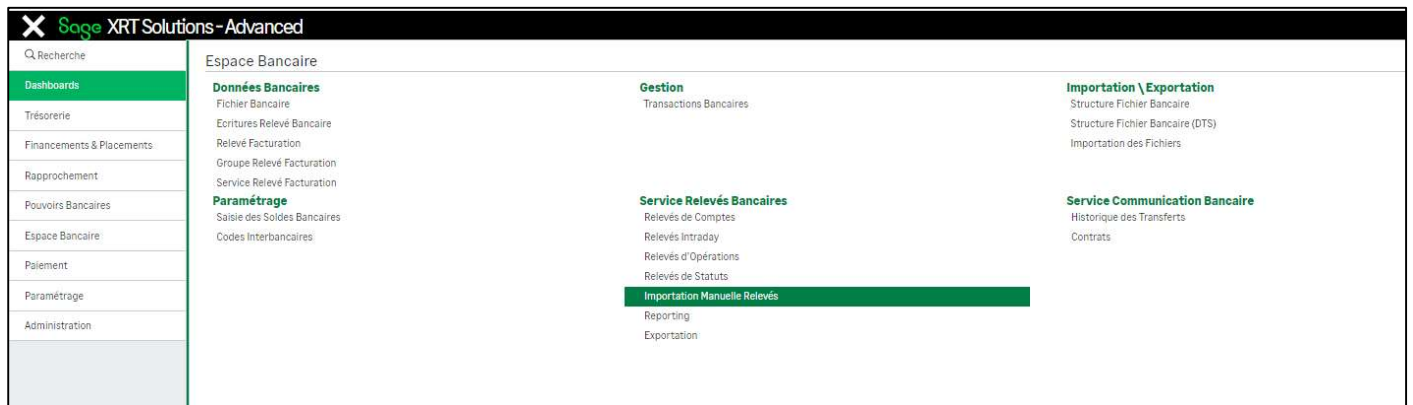 Sage XRT Solutions - Advanced
Recherche
Dashboards
Trésorerie
Financements & Placements
Rapprochement
Pouvoirs Bancaires
Espace Bancaire
Paiement
Paramétrage
Administration
Espace Bancaire
Données Bancaires
Fichier Bancaire
Ecritures Relevé Bancaire
Relevé Facturation
Groupe Relevé Facturation
Service Relevé Facturation
Gestion
Transactions Bancaires
Importation \ Exportation
Structure Fichier Bancaire
Structure Fichier Bancaire (DTS)
Importation des Fichiers
Paramétrage
Saisie des Soldes Bancaires
Codes Interbancaires
Service Relevés Bancaires
Relevés de Comptes
Relevés Intraday
Relevés d'Opérations
Relevés de Statuts
Importation Manuelle Relevés
Reporting
Exportation
Service Communication Bancaire
Historique des Transferts
Contrats